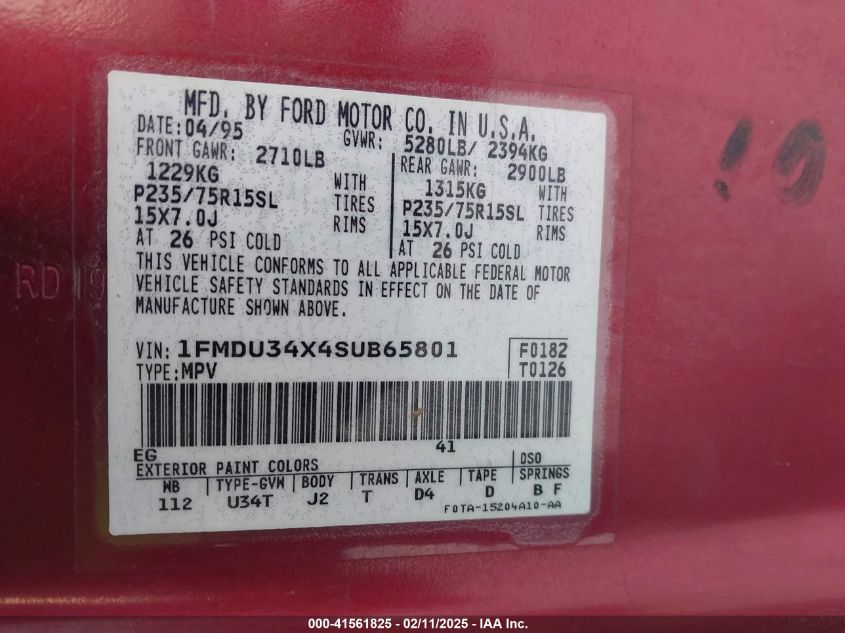 MFD. BY FORD MOTOR CO. IN U.S.A.
DATE: 04/95 GVWR: 5280LB/ 2394KG
FRONT GAWR: 2710LB REAR GAWR: 2900LB
1229KG WITH 1315KG WITH
P235/75R15SL TIRES P235/75R15SL TIRES
15X7.0J RIMS 15X7.0J RIMS
AT 26 PSI COLD AT 26 PSI COLD
THIS VEHICLE CONFORMS TO ALL APPLICABLE FEDERAL MOTOR
VEHICLE SAFETY STANDARDS IN EFFECT ON THE DATE OF
MANUFACTURE SHOWN ABOVE.
VIN: 1FMDU34X4SUB65801 F0182
TYPE: MPV T0126
EG 41
EXTERIOR PAINT COLORS DSO
WB TYPE-GVW BODY TRANS AXLE TAPE SPRINGS
112 U34T J2 T D4 D B F
F0TA-15204A10-AA
RD 10
000-41561825 - 02/11/2025 - IAA Inc.